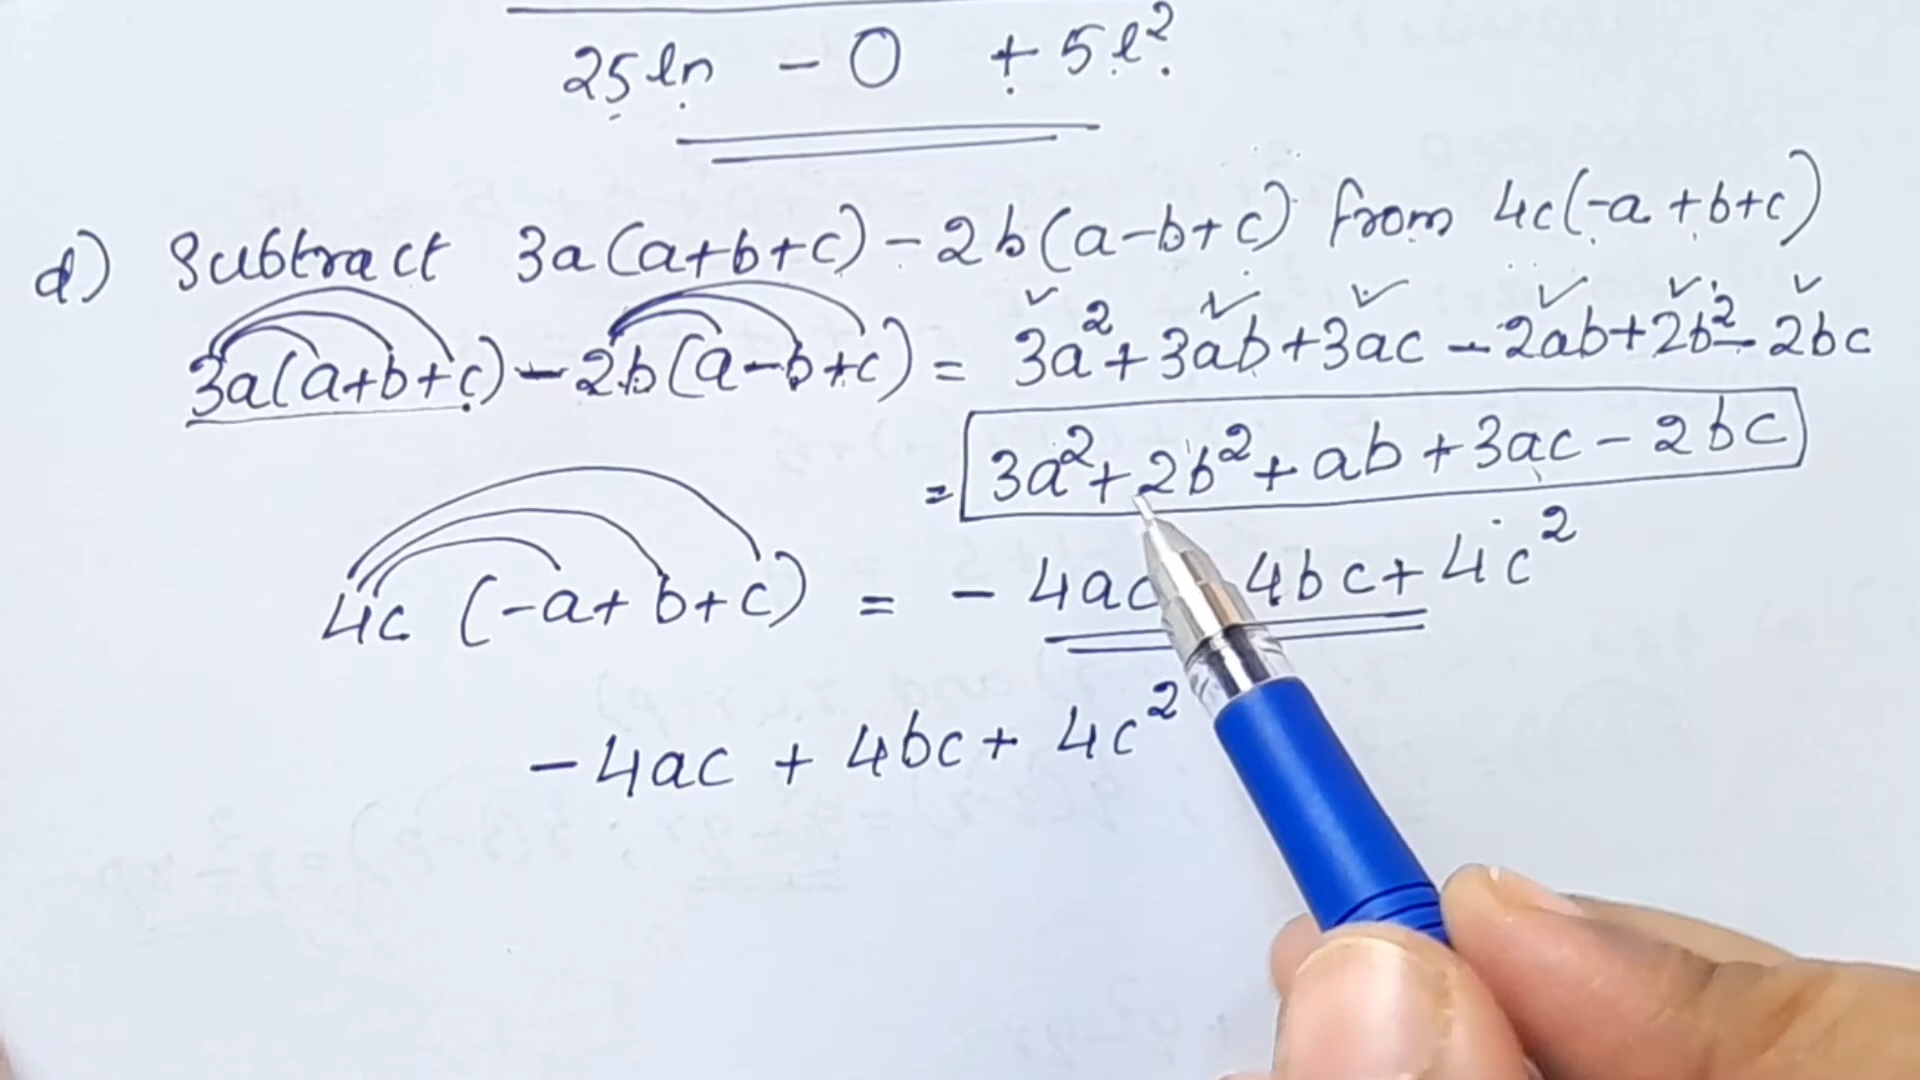 25ln - 0 + 5l²
d) Subtract 3a(a+b+c) - 2b(a-b+c) from 4c(-a+b+c)
3a(a+b+c) - 2b(a-b+c) = 3a² + 3ab + 3ac - 2ab + 2b² - 2bc
= 3a² + 2b² + ab + 3ac - 2bc
4c (-a + b + c) = - 4ac 4bc + 4c²
- 4ac + 4bc + 4c²